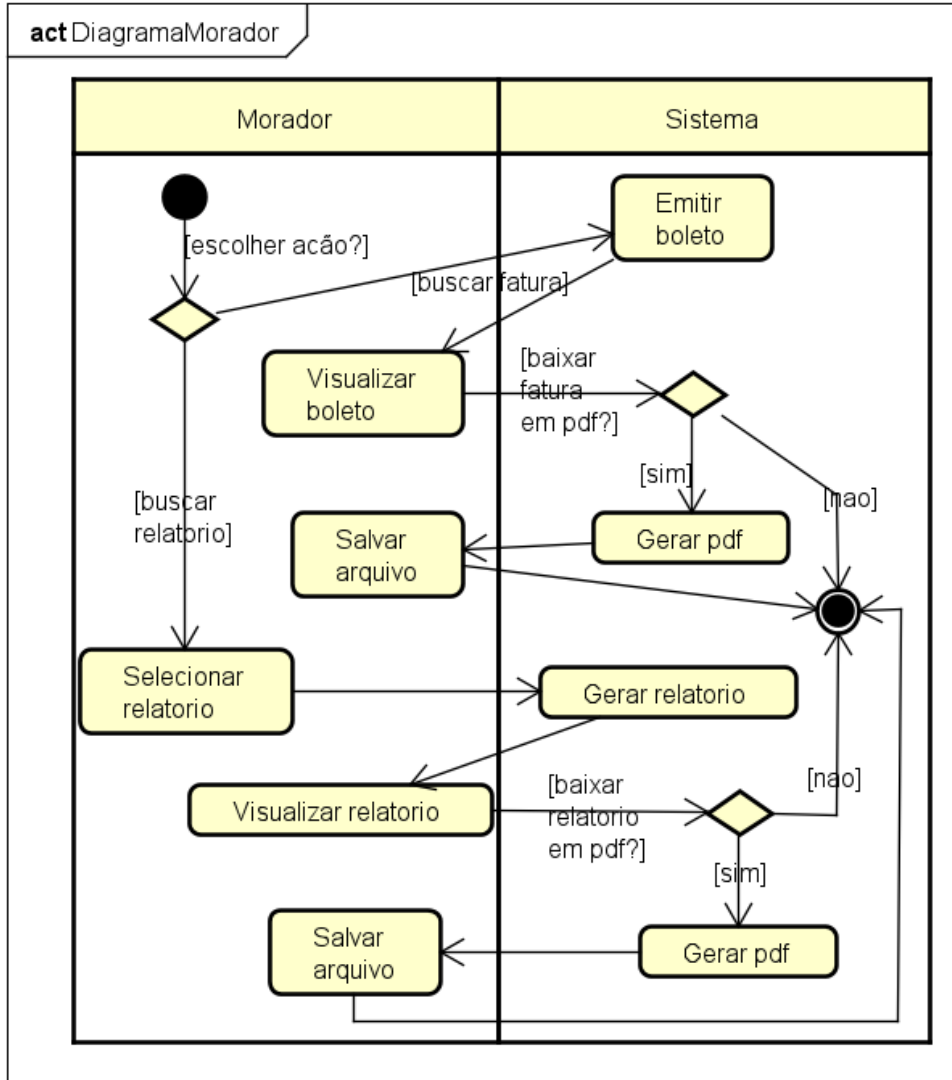 act DiagramaMorador
Morador
Sistema
Emitir
boleto
[escolher acão?]
[buscar fatura]
Visualizar
boleto
[baixar
fatura
em pdf?]
[sim]
[nao]
[buscar
relatorio]
Salvar
arquivo
Gerar pdf
Selecionar
relatorio
Gerar relatorio
Visualizar relatorio
[baixar
relatorio
em pdf?]
[nao]
[sim]
Salvar
arquivo
Gerar pdf